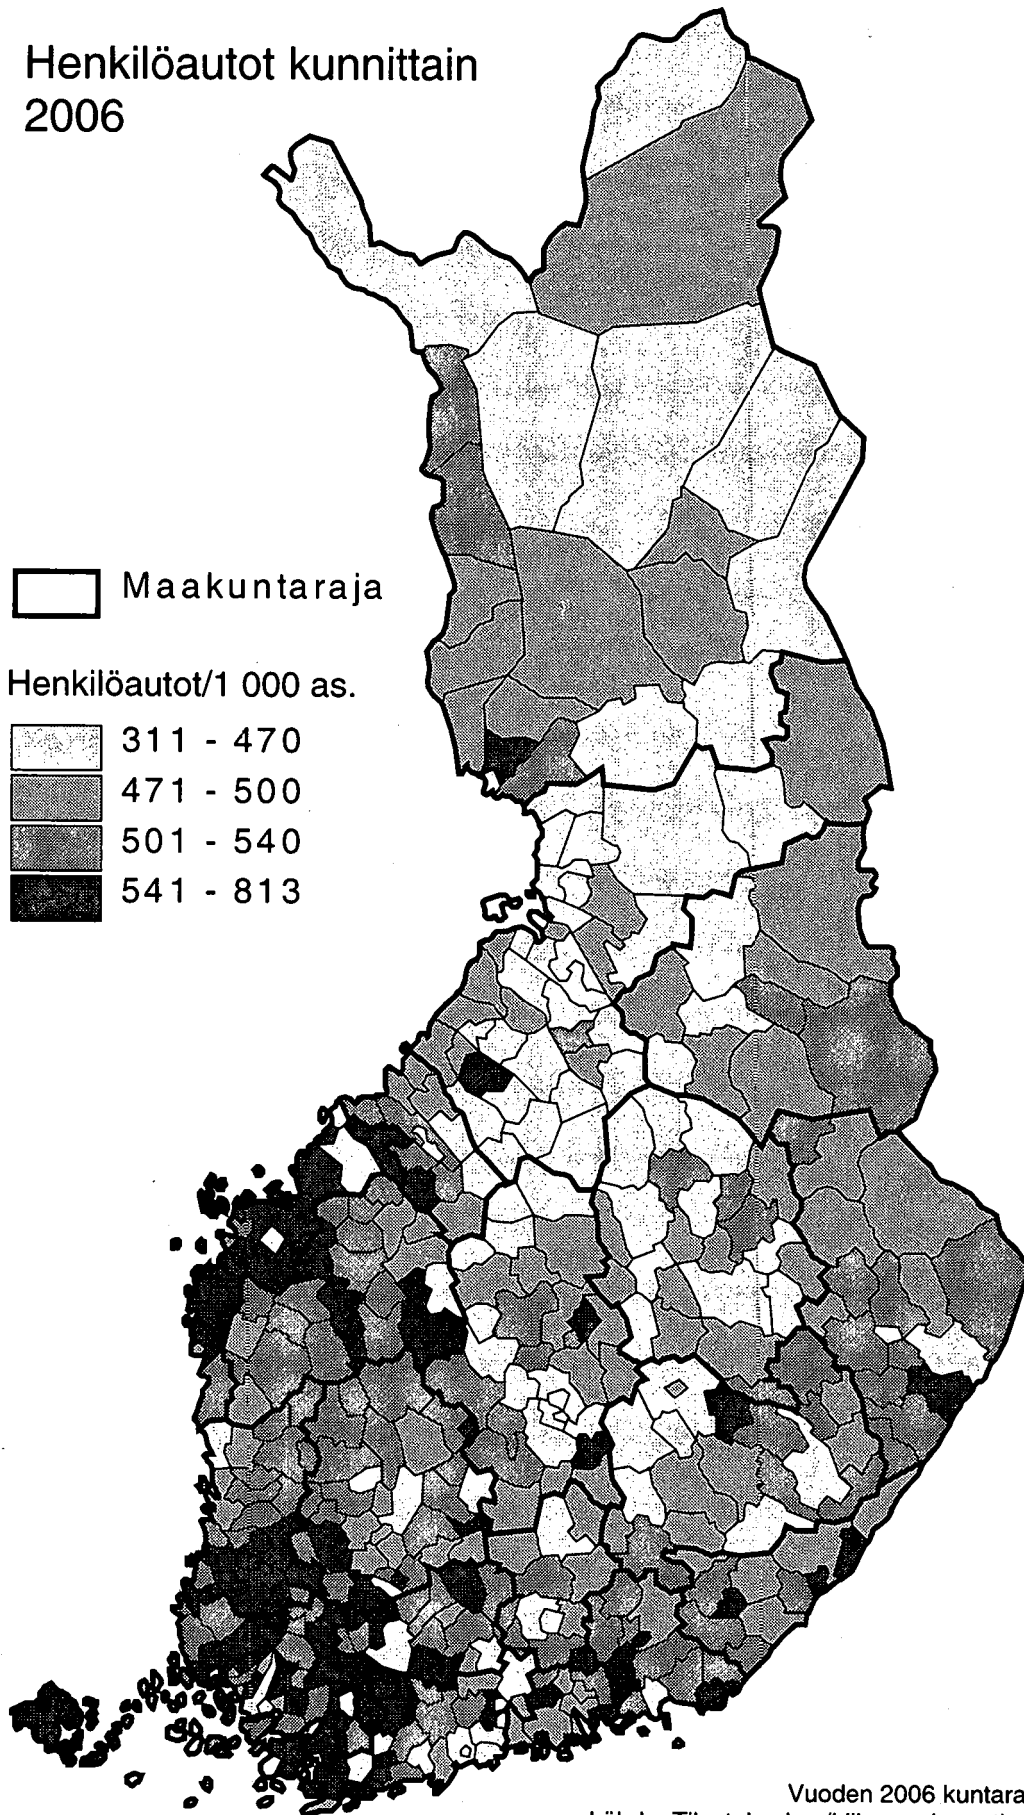 Henkilöautot kunnittain
2006
Maakuntaraja
Henkilöautot/1 000 as.
311 - 470
471 - 500
501 - 540
541 - 813
Vuoden 2006 kuntara